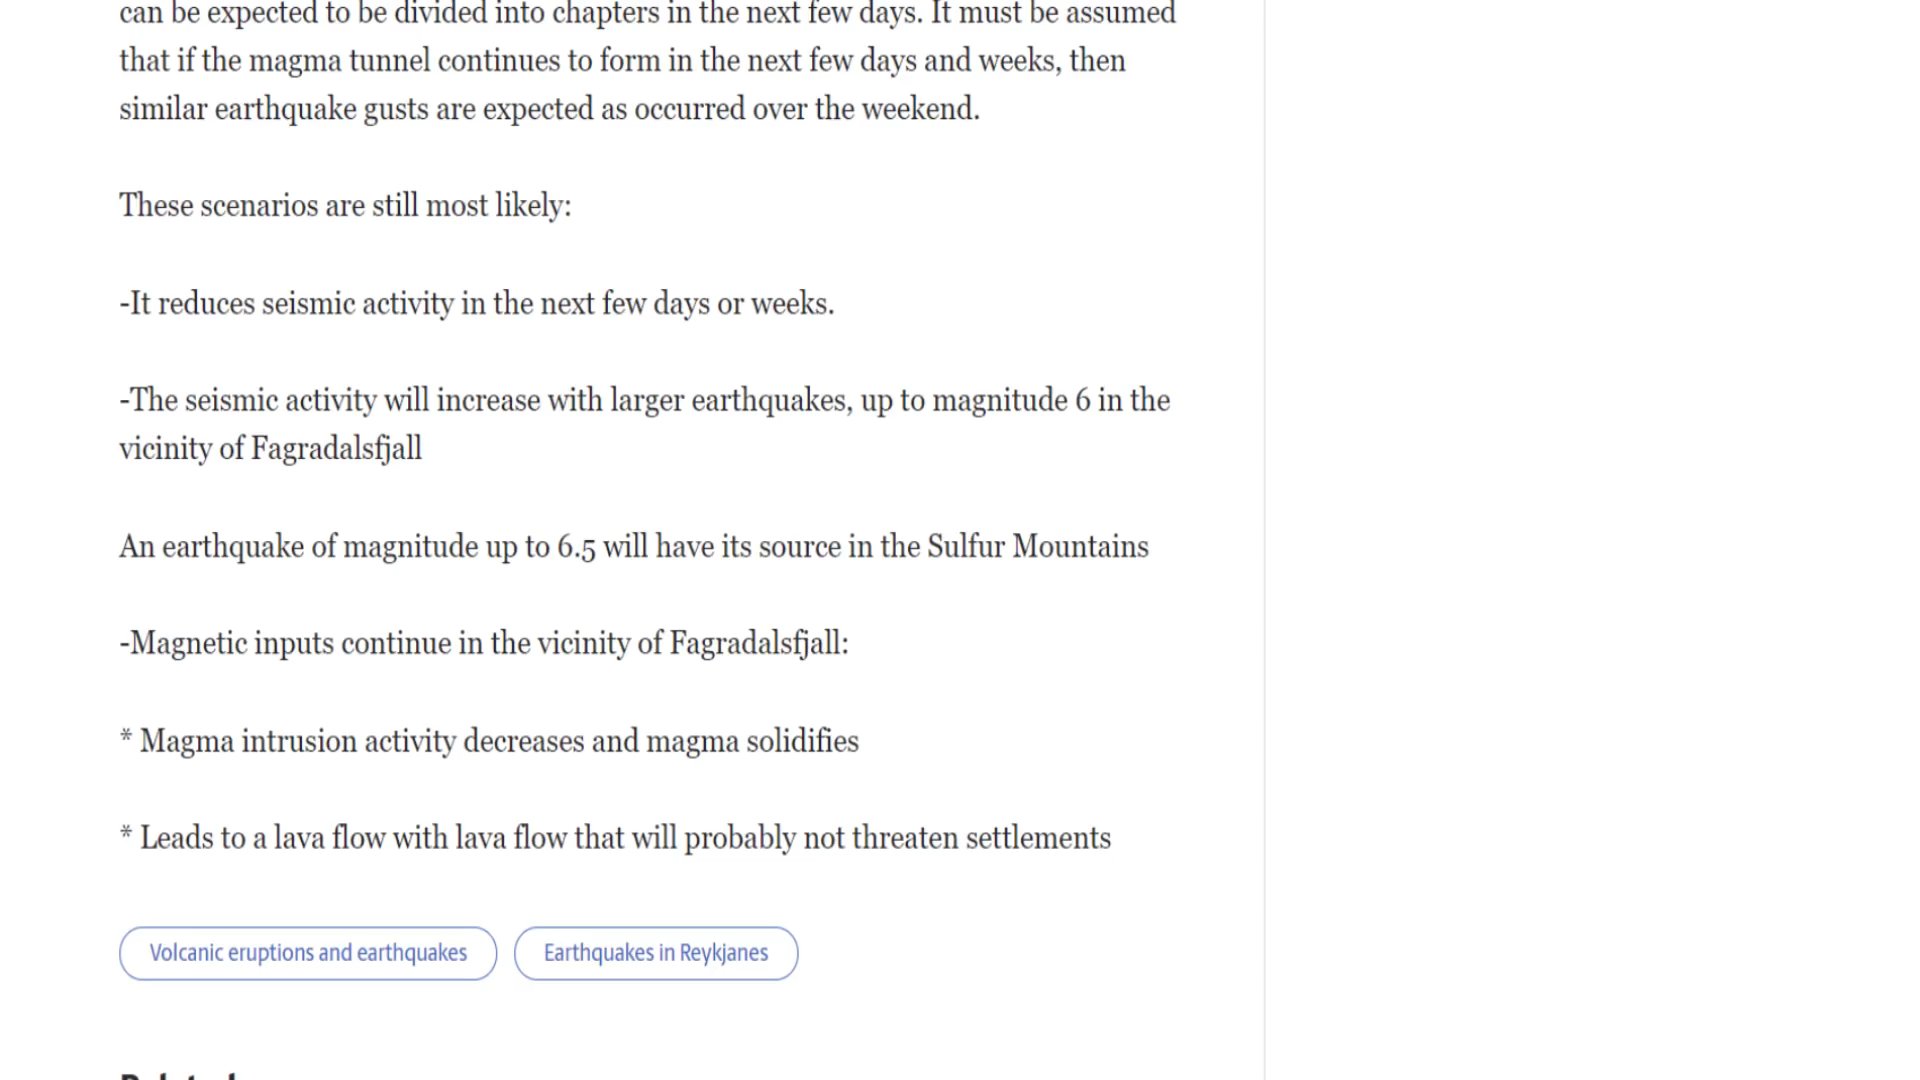 can be expected to be divided into chapters in the next few days. It must be assumed
that if the magma tunnel continues to form in the next few days and weeks, then
similar earthquake gusts are expected as occurred over the weekend.
These scenarios are still most likely:
-It reduces seismic activity in the next few days or weeks.
-The seismic activity will increase with larger earthquakes, up to magnitude 6 in the
vicinity of Fagradalsfjall
An earthquake of magnitude up to 6.5 will have its source in the Sulfur Mountains
-Magnetic inputs continue in the vicinity of Fagradalsfjall:
* Magma intrusion activity decreases and magma solidifies
* Leads to a lava flow with lava flow that will probably not threaten settlements
Volcanic eruptions and earthquakes
Earthquakes in Reykjanes